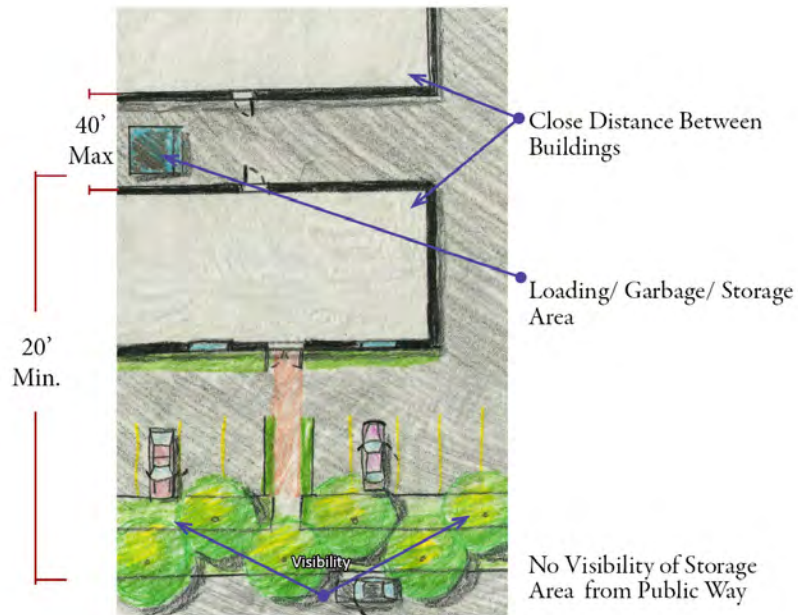 40’
Max
Close Distance Between
Buildings
Loading/ Garbage/ Storage
Area
20’
Min.
Visibility
No Visibility of Storage
Area from Public Way